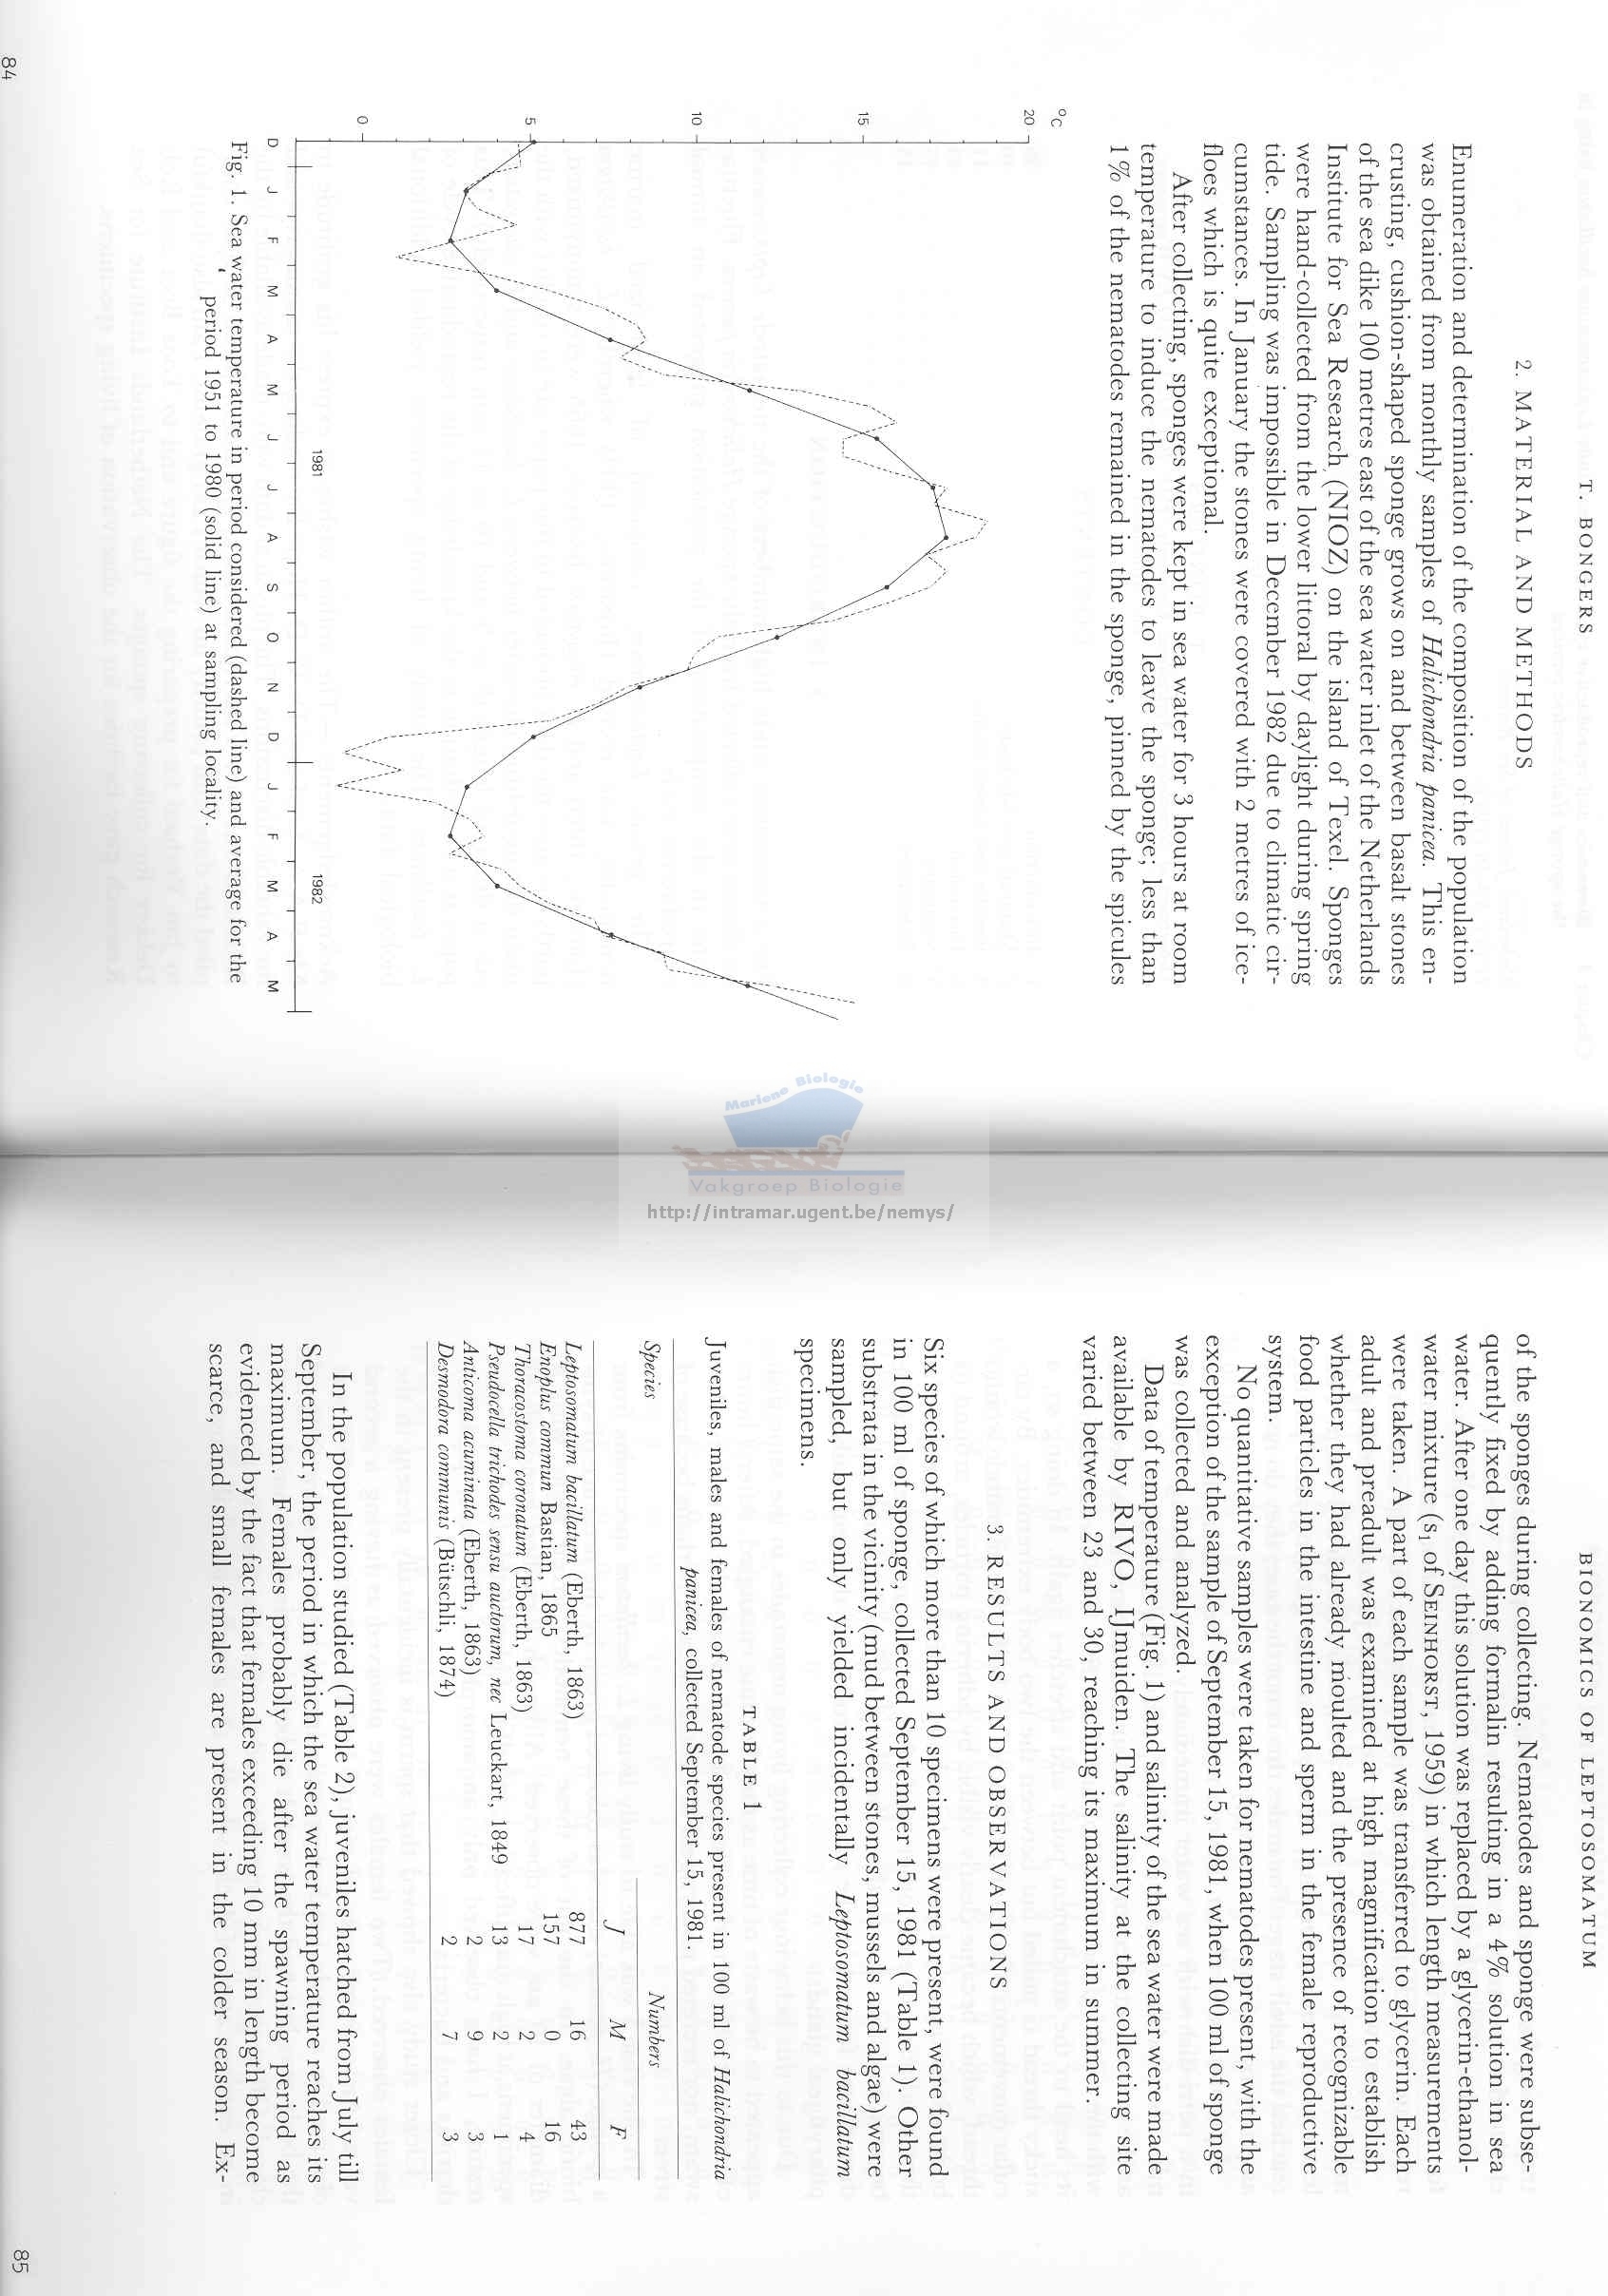 T. BONGERS
2. MATERIAL AND METHODS
Enumeration and determination of the composition of the population
was obtained from monthly samples of Halichondria panicea. This en-
crusting, cushion-shaped sponge grows on and between basalt stones
of the sea dike 100 metres east of the sea water inlet of the Netherlands
Institute for Sea Research (NIOZ) on the island of Texel. Sponges
were hand-collected from the lower littoral by daylight during spring
tide. Sampling was impossible in December 1982 due to climatic cir-
cumstances. In January the stones were covered with 2 metres of ice-
floes which is quite exceptional.
After collecting, sponges were kept in sea water for 3 hours at room
temperature to induce the nematodes to leave the sponge; less than
1% of the nematodes remained in the sponge, pinned by the spicules
°C
20
15
10
5
0
1981
1982
D J F M A M J J A S O N D J F M A M
Fig. 1. Sea water temperature in period considered (dashed line) and average for the
period 1951 to 1980 (solid line) at sampling locality.
84
Mariene Biologie
Vakgroep Biologie
http://intramar.ugent.be/nemys/
BIONOMICS OF LEPTOSOMATUM
of the sponges during collecting. Nematodes and sponge were subse-
quently fixed by adding formalin resulting in a 4% solution in sea
water. After one day this solution was replaced by a glycerin-ethanol-
water mixture (s1 of SEINHORST, 1959) in which length measurements
were taken. A part of each sample was transferred to glycerin. Each
adult and preadult was examined at high magnification to establish
whether they had already moulted and the presence of recognizable
food particles in the intestine and sperm in the female reproductive
system.
No quantitative samples were taken for nematodes present, with the
exception of the sample of September 15, 1981, when 100 ml of sponge
was collected and analyzed.
Data of temperature (Fig. 1) and salinity of the sea water were made
available by RIVO, IJmuiden. The salinity at the collecting site
varied between 23 and 30, reaching its maximum in summer.
3. RESULTS AND OBSERVATIONS
Six species of which more than 10 specimens were present, were found
in 100 ml of sponge, collected September 15, 1981 (Table 1). Other
substrata in the vicinity (mud between stones, mussels and algae) were
sampled, but only yielded incidentally Leptosomatum bacillatum
specimens.
TABLE 1
Juveniles, males and females of nematode species present in 100 ml of Halichondria
panicea, collected September 15, 1981.
Species Numbers
J M F
Leptosomatum bacillatum (Eberth, 1863) 877 16 43
Enoplus commun Bastian, 1865 157 0 16
Thoracostoma coronatum (Eberth, 1863) 17 2 4
Pseudocella trichodes sensu auctorum, nec Leuckart, 1849 13 2 1
Anticoma acuminata (Eberth, 1863) 2 9 3
Desmodora communis (Bütschli, 1874) 2 7 3
In the population studied (Table 2), juveniles hatched from July till
September, the period in which the sea water temperature reaches its
maximum. Females probably die after the spawning period as
evidenced by the fact that females exceeding 10 mm in length become
scarce, and small females are present in the colder season. Ex-
85